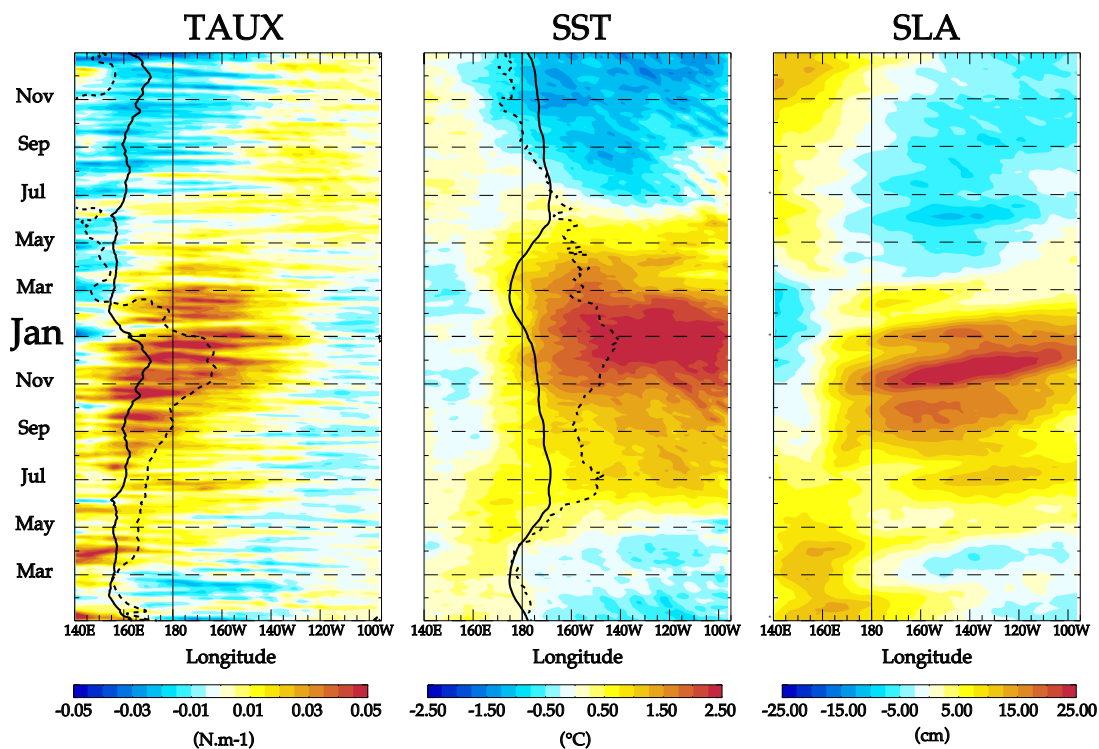 TAUX SST SLA
Nov
Sep
Jul
May
Mar
Jan
Nov
Sep
Jul
May
Mar
140E 160E 180 160W 140W 120W 100W 140E 160E 180 160W 140W 120W 100W 140E 160E 180 160W 140W 120W 100W
Longitude Longitude Longitude
-0.05 -0.03 -0.01 0.01 0.03 0.05 -2.50 -1.50 -0.50 0.50 1.50 2.50 -25.00 -15.00 -5.00 5.00 15.00 25.00
(N.m-1) (°C) (cm)